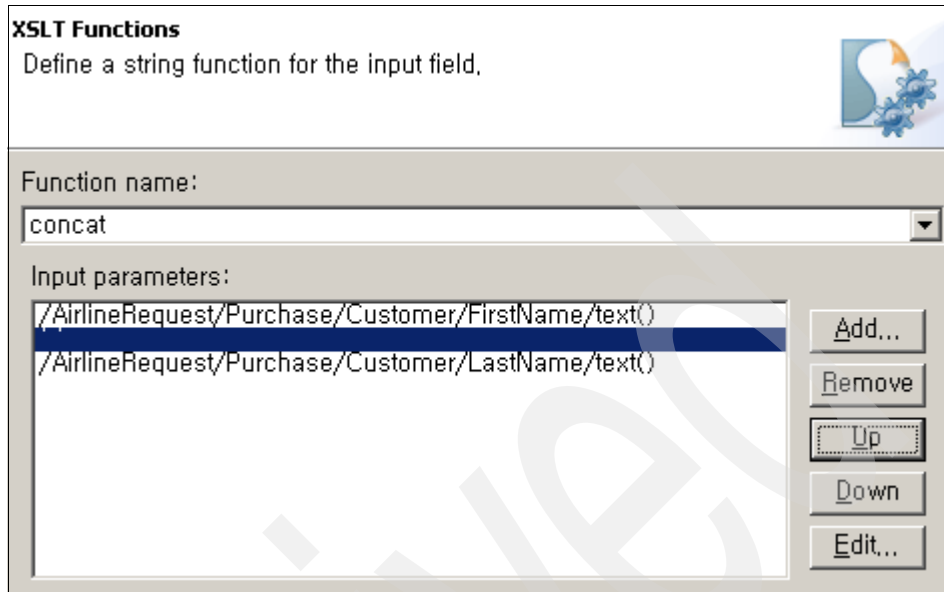 XSLT Functions
Define a string function for the input field,
Function name:
concat
Input parameters:
/AirlineRequest/Purchase/Customer/FirstName/text()
/AirlineRequest/Purchase/Customer/LastName/text()
Add...
Remove
Up
Down
Edit...